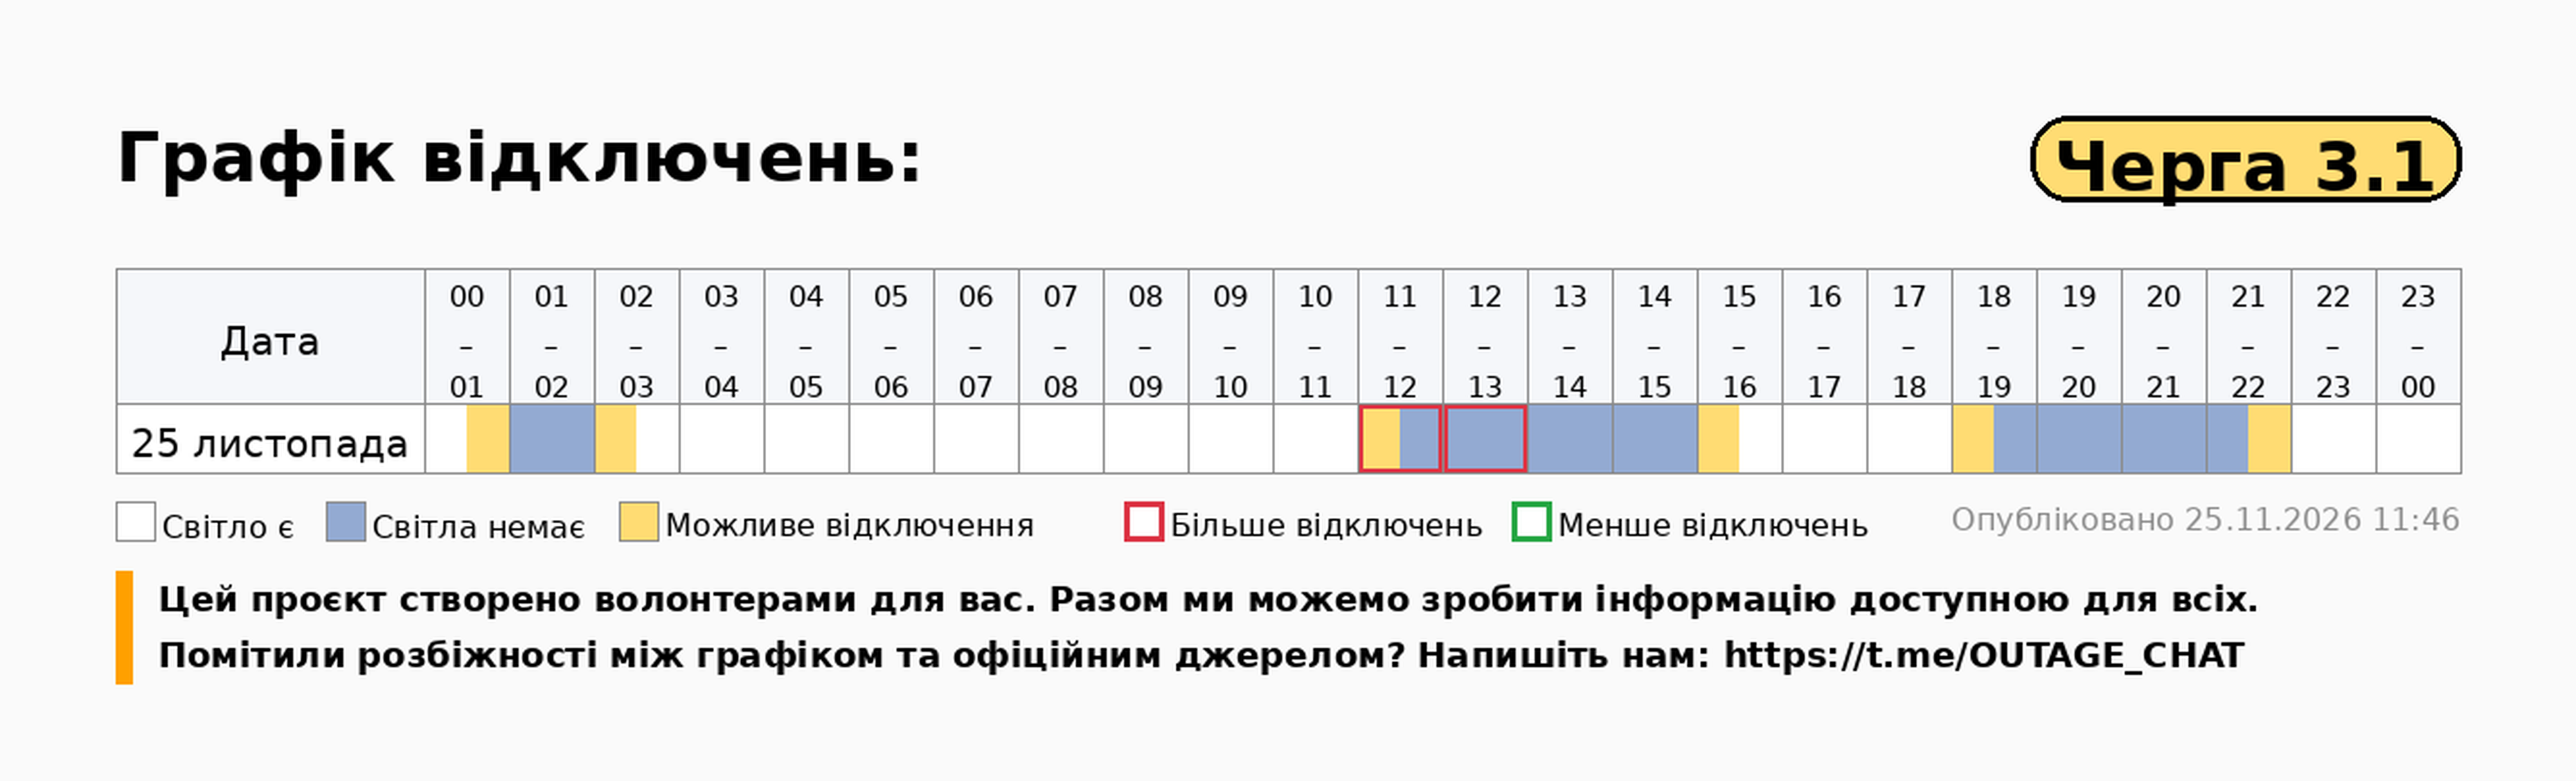 Графік відключень:
Черга 3.1
Дата
00 – 01
01 – 02
02 – 03
03 – 04
04 – 05
05 – 06
06 – 07
07 – 08
08 – 09
09 – 10
10 – 11
11 – 12
12 – 13
13 – 14
14 – 15
15 – 16
16 – 17
17 – 18
18 – 19
19 – 20
20 – 21
21 – 22
22 – 23
23 – 00
25 листопада
Світло є
Світла немає
Можливе відключення
Більше відключень
Менше відключень
Опубліковано 25.11.2026 11:46
Цей проєкт створено волонтерами для вас. Разом ми можемо зробити інформацію доступною для всіх.
Помітили розбіжності між графіком та офіційним джерелом? Напишіть нам: https://t.me/OUTAGE_CHAT